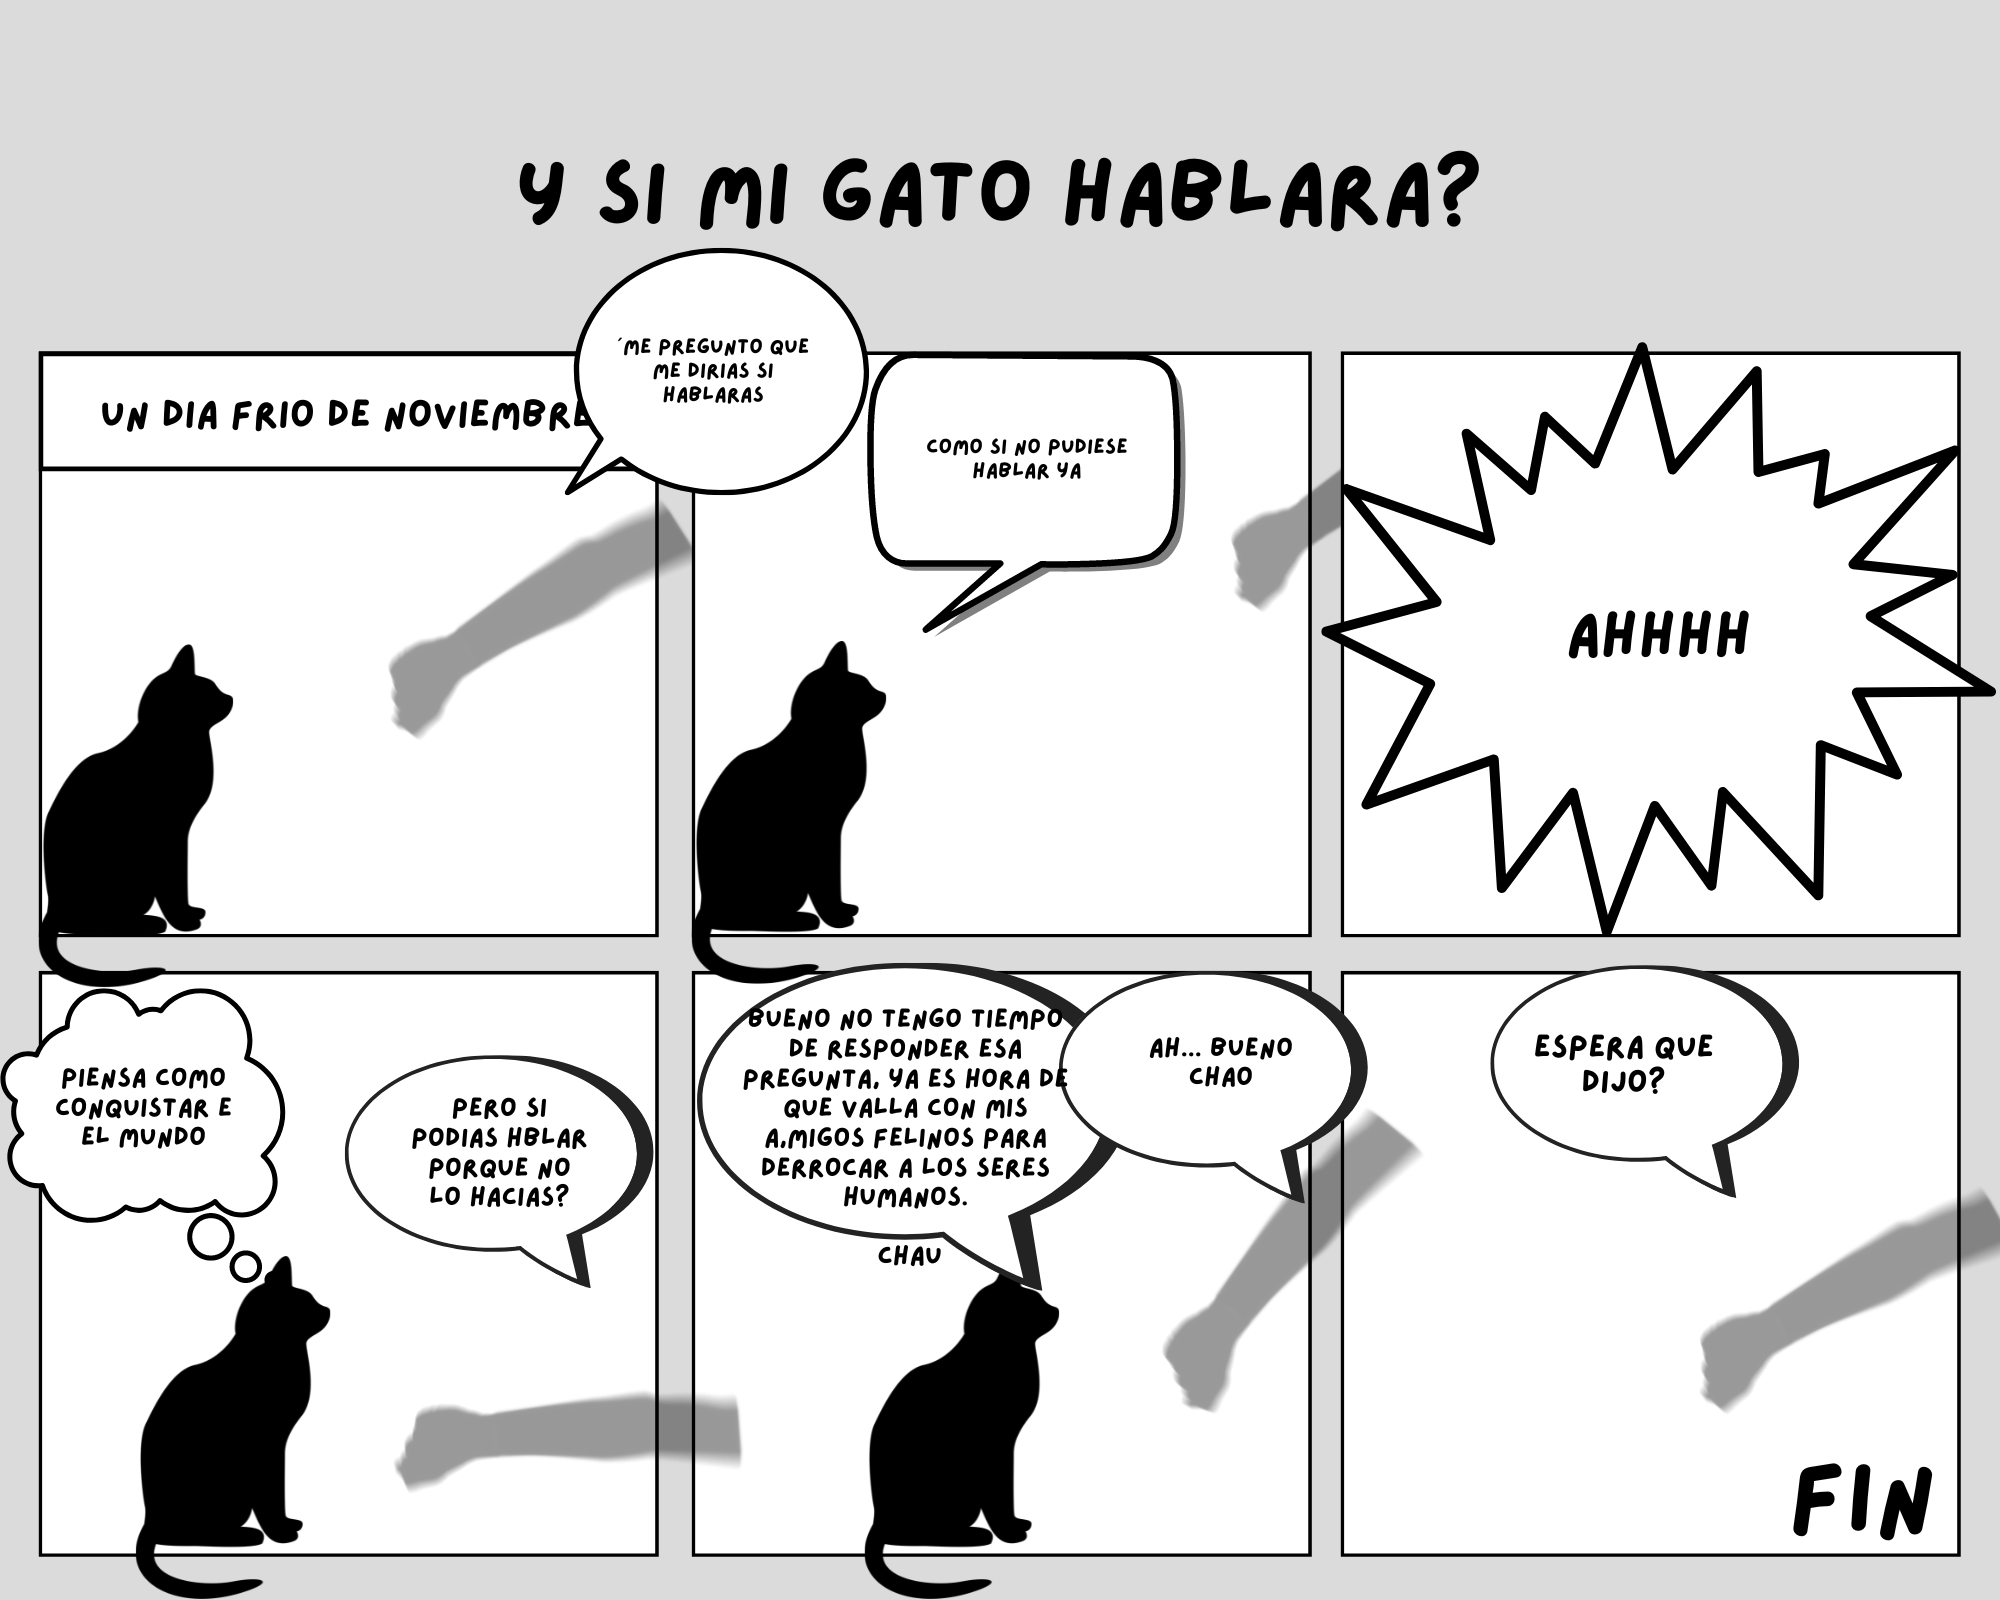 Y SI MI GATO HABLARA?
UN DIA FRIO DE NOVIEMBRE
´ME PREGUNTO QUE
ME DIRIAS SI
HABLARAS
COMO SI NO PUDIESE
HABLAR YA
AHHHH
PIENSA COMO
CONQUISTAR E
EL MUNDO
PERO SI
PODIAS HBLAR
PORQUE NO
LO HACIAS?
BUENO NO TENGO TIEMPO
DE RESPONDER ESA
PREGUNTA, YA ES HORA DE
QUE VALLA CON MIS
A,MIGOS FELINOS PARA
DERROCAR A LOS SERES
HUMANOS.
CHAU
AH... BUENO
CHAO
ESPERA QUE
DIJO?
FIN